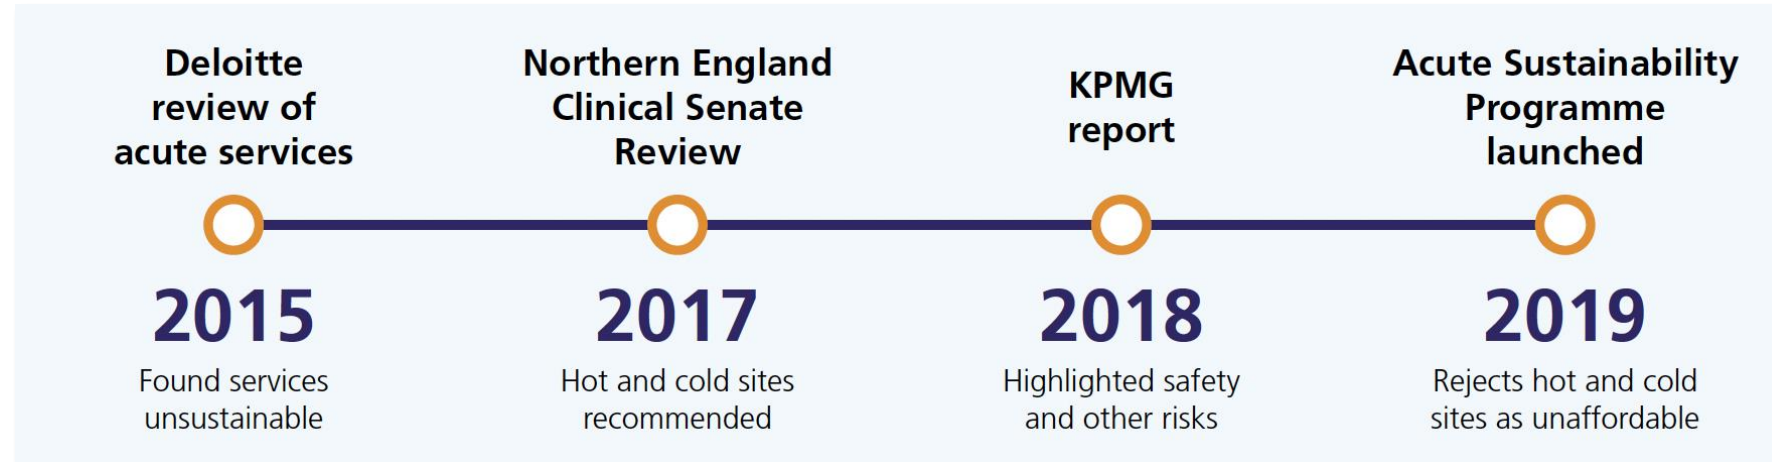 Deloitte
review of
acute services
2015
Found services
unsustainable
Northern England
Clinical Senate
Review
2017
Hot and cold sites
recommended
KPMG
report
2018
Highlighted safety
and other risks
Acute Sustainability
Programme
launched
2019
Rejects hot and cold
sites as unaffordable